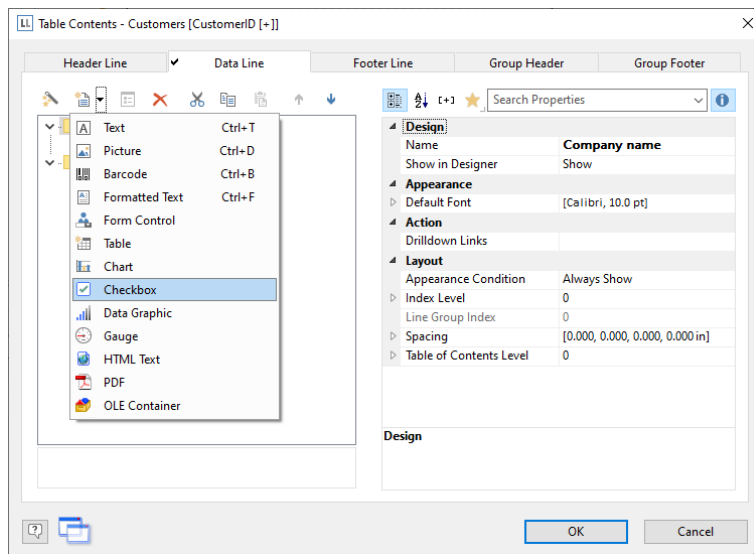 Table Contents - Customers [CustomerID [+]]
Header Line
Data Line
Footer Line
Group Header
Group Footer
Text Ctrl+T
Picture Ctrl+D
Barcode Ctrl+B
Formatted Text Ctrl+F
Form Control
Table
Chart
Checkbox
Data Graphic
Gauge
HTML Text
PDF
OLE Container
Search Properties
Design
Name Company name
Show in Designer Show
Appearance
Default Font [Calibri, 10.0 pt]
Action
Drilldown Links
Layout
Appearance Condition Always Show
Index Level 0
Line Group Index 0
Spacing [0.000, 0.000, 0.000, 0.000 in]
Table of Contents Level 0
Design
OK
Cancel